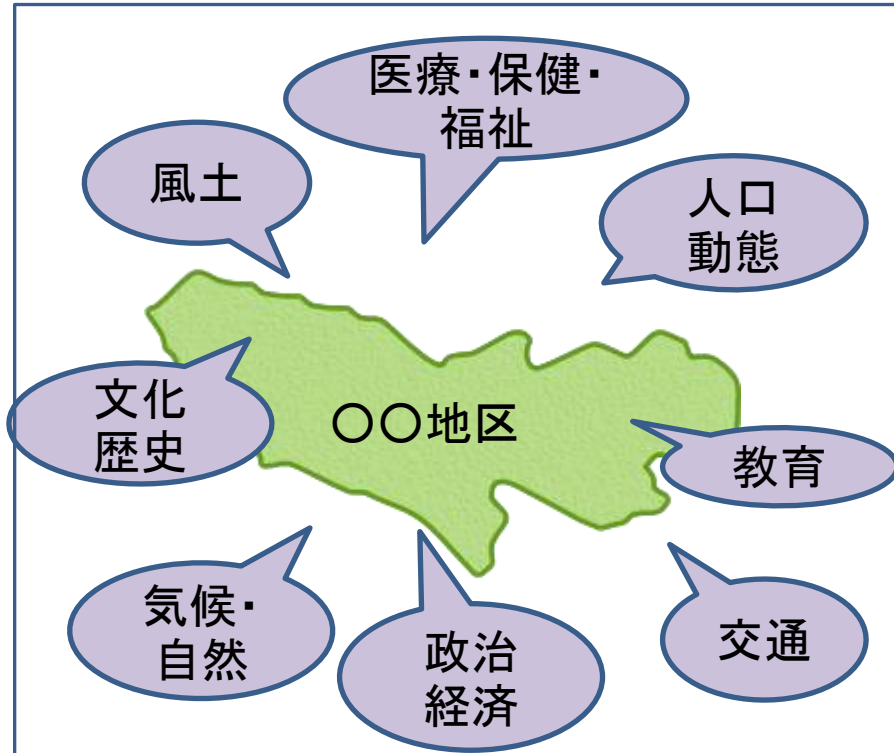 医療・保健・
福祉
風土
人口
動態
文化
歴史
〇〇地区
教育
気候・
自然
政治
経済
交通